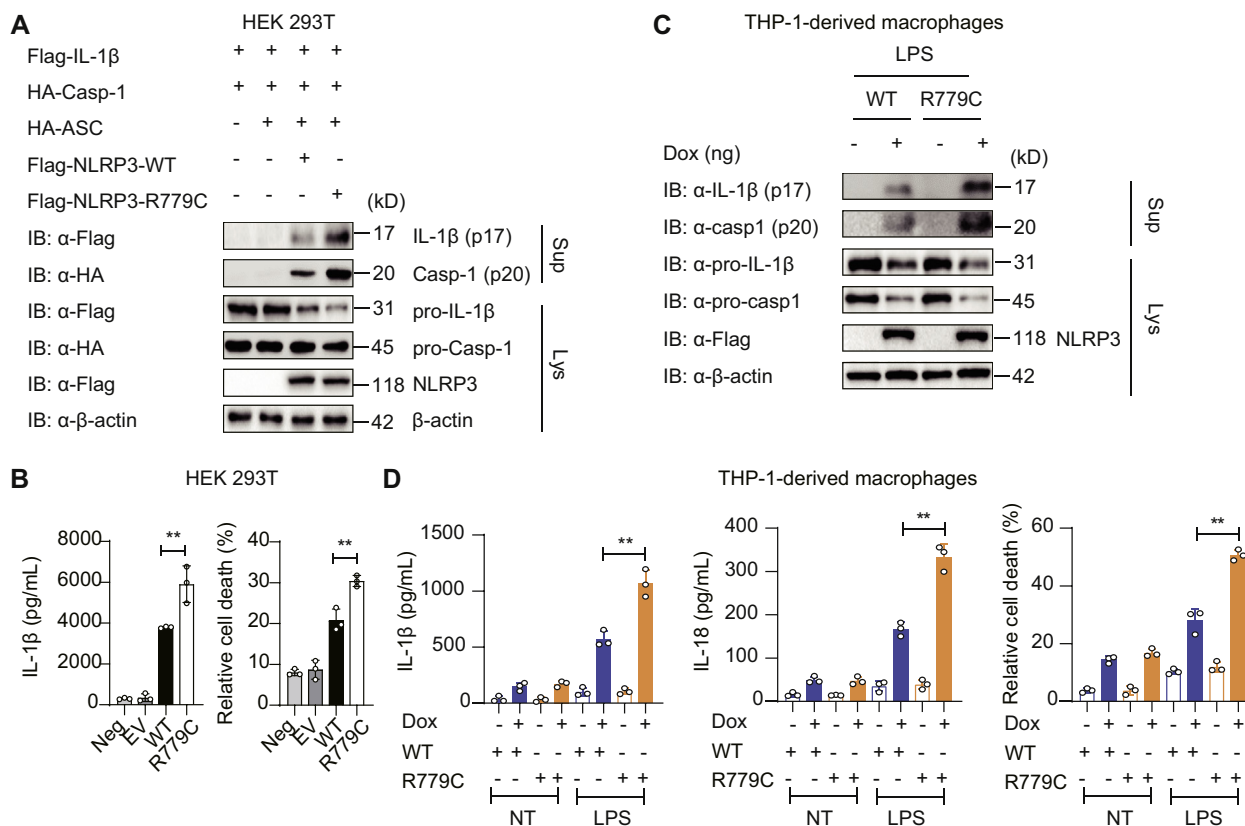 A
HEK 293T
Flag-IL-1β + + + +
HA-Casp-1 + + + +
HA-ASC - + + +
Flag-NLRP3-WT - - + -
Flag-NLRP3-R779C - - - + (kD)
IB: α-Flag 17 IL-1β (p17)
IB: α-HA 20 Casp-1 (p20)
Sup
IB: α-Flag 31 pro-IL-1β
IB: α-HA 45 pro-Casp-1
IB: α-Flag 118 NLRP3
IB: α-β-actin 42 β-actin
Lys
C
THP-1-derived macrophages
LPS
WT R779C
Dox (ng) - + - + (kD)
IB: α-IL-1β (p17) 17
IB: α-casp1 (p20) 20
Sup
IB: α-pro-IL-1β 31
IB: α-pro-casp1 45
IB: α-Flag 118 NLRP3
IB: α-β-actin 42
Lys
B
HEK 293T
IL-1β (pg/mL)
8000
6000
4000
2000
0
**
Neg EV WT R779C
Relative cell death (%)
40
30
20
10
0
**
Neg EV WT R779C
D
THP-1-derived macrophages
IL-1β (pg/mL)
1500
1000
500
0
**
Dox - + - + - + - +
WT + + - - + + - -
R779C - - + + - - + +
NT LPS
IL-18 (pg/mL)
400
300
200
100
0
**
Dox - + - + - + - +
WT + + - - + + - -
R779C - - + + - - + +
NT LPS
Relative cell death (%)
60
40
20
0
**
Dox - + - + - + - +
WT + + - - + + - -
R779C - - + + - - + +
NT LPS